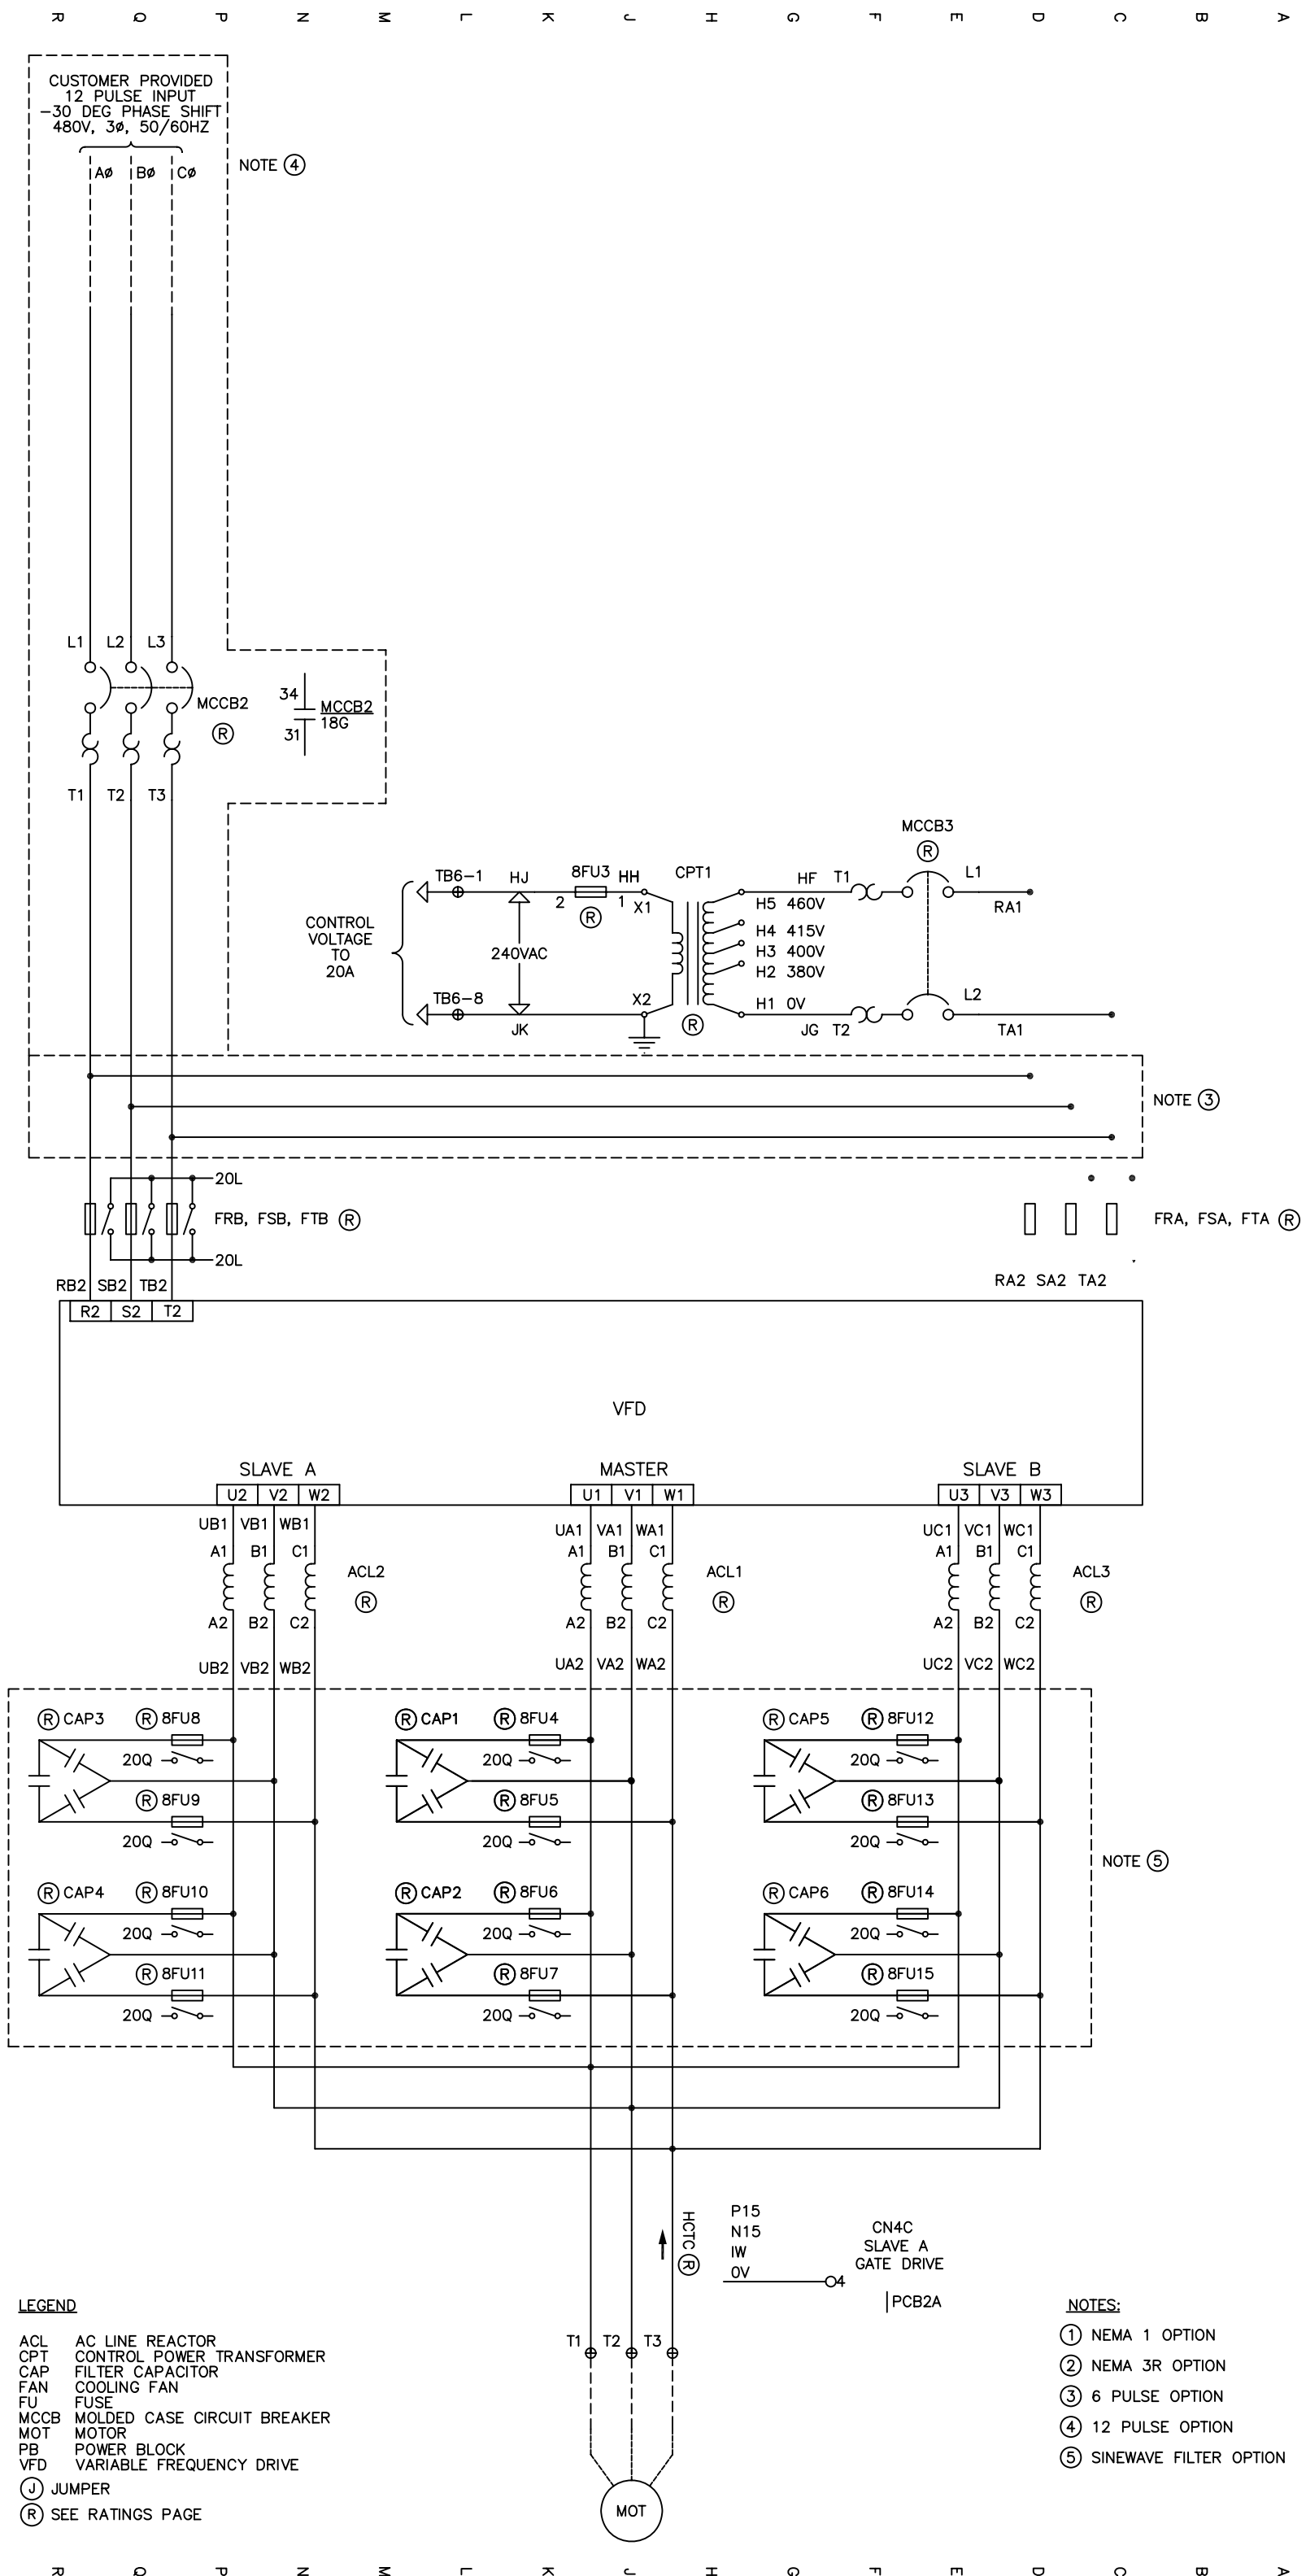 R Q P N M L K J H G F E D C B A
CUSTOMER PROVIDED
12 PULSE INPUT
-30 DEG PHASE SHIFT
480V, 3ø, 50/60HZ
Aø Bø Cø
NOTE 4
L1 L2 L3
MCCB2
R
34
MCCB2
18G
31
T1 T2 T3
MCCB3
R
CONTROL
VOLTAGE
TO
20A
TB6-1 HJ 8FU3 HH CPT1 HF T1 L1
2 1 X1 H5 460V RA1
R
H4 415V
240VAC H3 400V
H2 380V
TB6-8 X2 H1 0V L2
JK R JG T2 TA1
NOTE 3
20L
FRB, FSB, FTB R
FRA, FSA, FTA R
20L
RB2 SB2 TB2
RA2 SA2 TA2
R2 S2 T2
VFD
SLAVE A MASTER SLAVE B
U2 V2 W2 U1 V1 W1 U3 V3 W3
UB1 VB1 WB1 UA1 VA1 WA1 UC1 VC1 WC1
A1 B1 C1 A1 B1 C1 A1 B1 C1
ACL2 ACL1 ACL3
R R R
A2 B2 C2 A2 B2 C2 A2 B2 C2
UB2 VB2 WB2 UA2 VA2 WA2 UC2 VC2 WC2
R CAP3 R 8FU8 R CAP1 R 8FU4 R CAP5 R 8FU12
20Q 20Q 20Q
R 8FU9 R 8FU5 R 8FU13
20Q 20Q 20Q
NOTE 5
R CAP4 R 8FU10 R CAP2 R 8FU6 R CAP6 R 8FU14
20Q 20Q 20Q
R 8FU11 R 8FU7 R 8FU15
20Q 20Q 20Q
HCTC R
P15
N15
IW
0V
4
CN4C
SLAVE A
GATE DRIVE
PCB2A
T1 T2 T3
MOT
LEGEND
ACL AC LINE REACTOR
CPT CONTROL POWER TRANSFORMER
CAP FILTER CAPACITOR
FAN COOLING FAN
FU FUSE
MCCB MOLDED CASE CIRCUIT BREAKER
MOT MOTOR
PB POWER BLOCK
VFD VARIABLE FREQUENCY DRIVE
J JUMPER
R SEE RATINGS PAGE
NOTES:
1 NEMA 1 OPTION
2 NEMA 3R OPTION
3 6 PULSE OPTION
4 12 PULSE OPTION
5 SINEWAVE FILTER OPTION
R Q P N M L K J H G F E D C B A